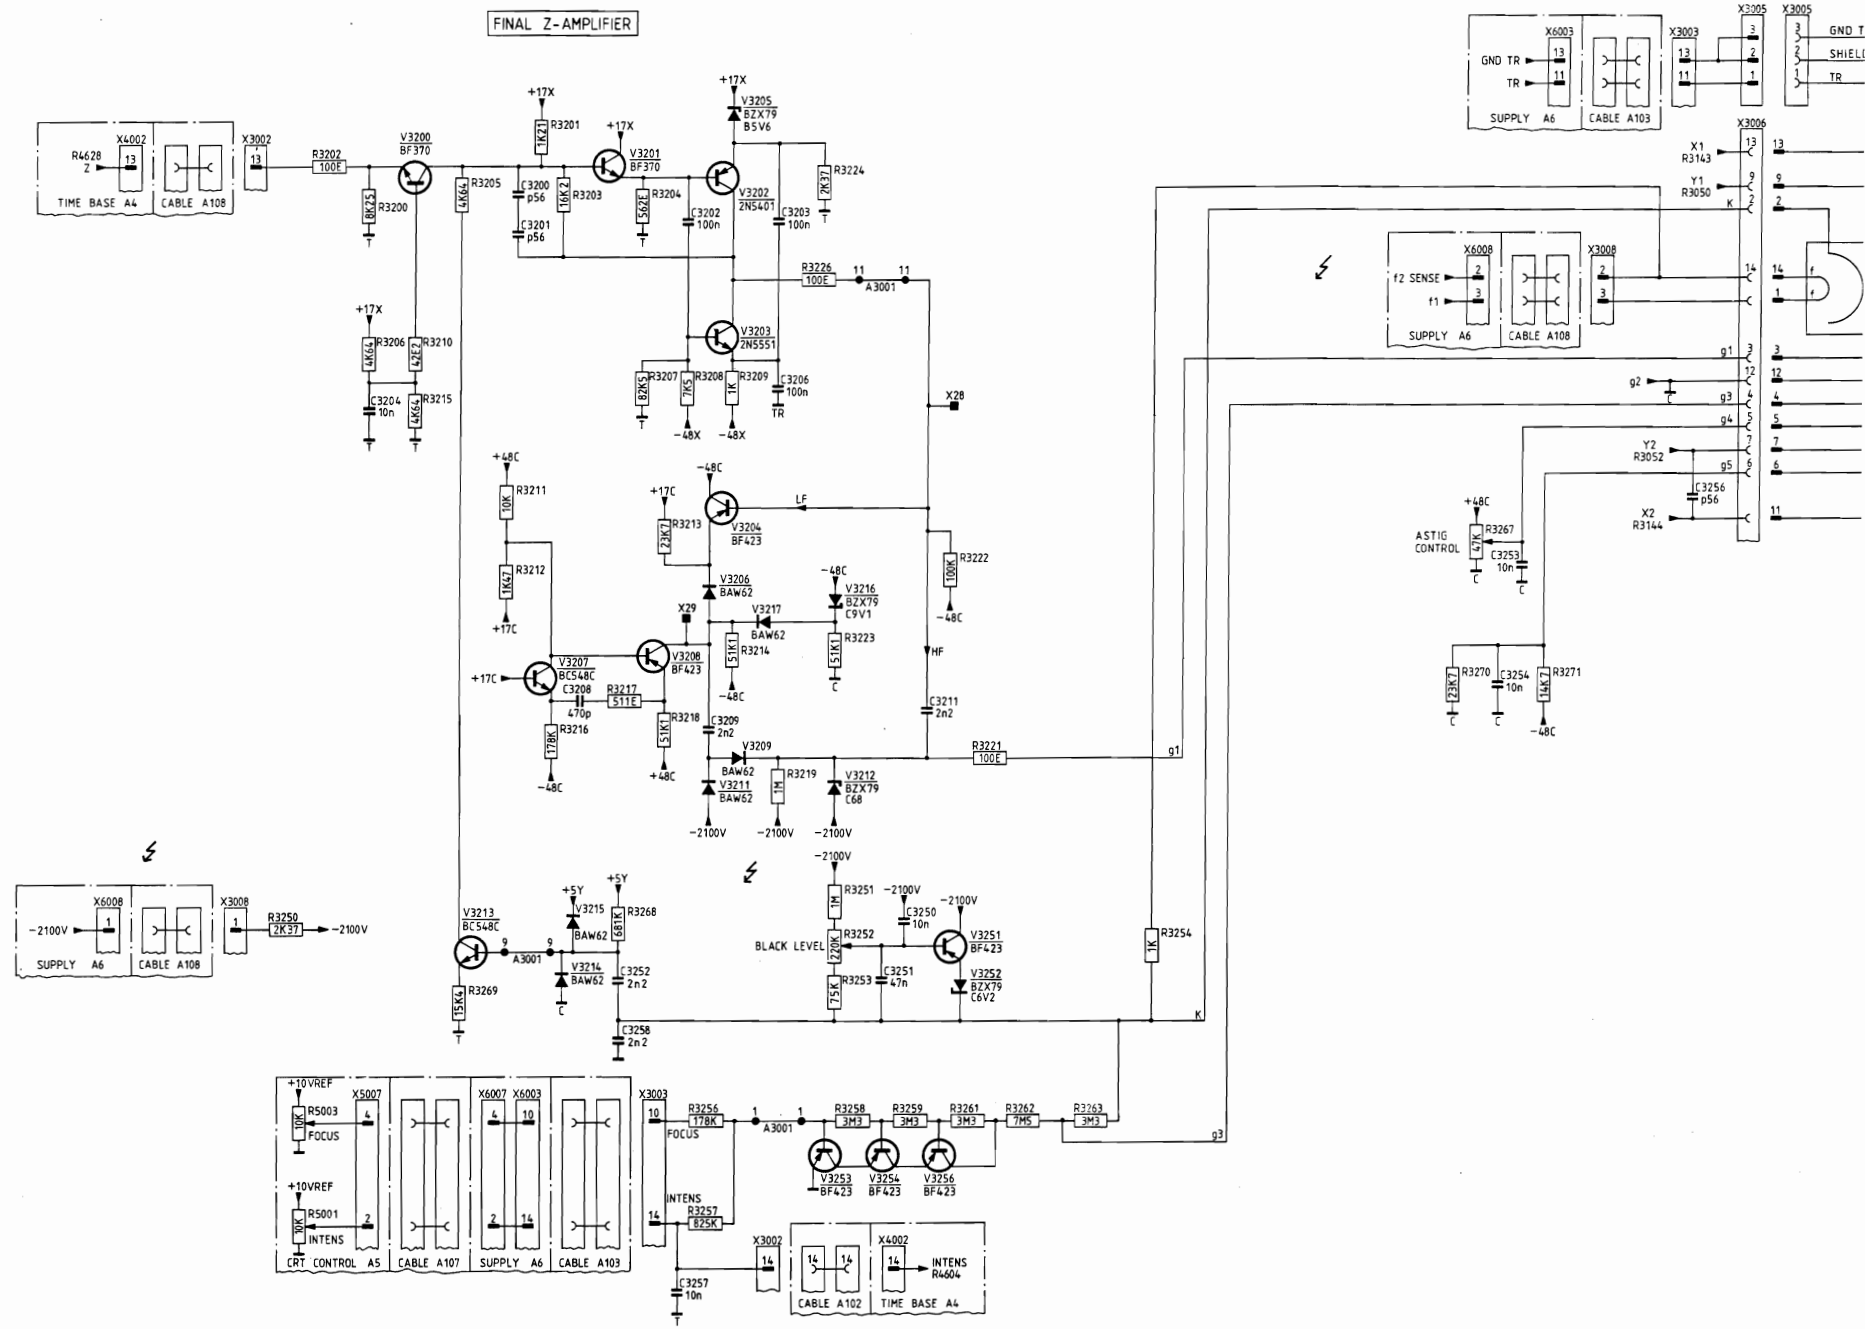 FINAL Z-AMPLIFIER
R4628
Z
X4002
13
TIME BASE A4
CABLE A108
X3002
13
R3202
100E
R3200
8K25
V3200
BF370
R3205
4K64
+17X
R3201
1K21
C3200
p56
C3201
p56
R3203
16K2
+17X
V3201
BF370
R3204
562E
T
C3202
100n
+17X
V3205
BZX79
B5V6
V3202
2N5401
C3203
100n
R3224
2K37
T
R3226
100E
11
A3001
11
V3203
2N5551
R3207
82K5
T
R3208
7K5
-48X
R3209
1K
-48X
C3206
100n
TR
+17X
R3206
4K64
R3210
42E2
C3204
10n
R3215
4K64
T
T
X28
+48C
R3211
10K
R3212
1K47
+17C
+17C
V3207
BC548C
R3216
178K
-48C
C3208
470p
R3217
511E
V3208
BF423
R3218
51K1
+48C
X29
-48C
+17C
R3213
23K7
V3204
BF423
LF
V3206
BAW62
V3217
BAW62
R3214
51K1
-48C
-48C
V3216
BZX79
C9V1
R3223
51K1
C
R3222
100K
-48C
HF
C3211
2n2
C3209
2n2
V3209
BAW62
V3211
BAW62
-2100V
R3219
1M
-2100V
V3212
BZX79
C68
-2100V
R3221
100E
g1
-2100V
X6008
1
SUPPLY A6
CABLE A108
X3008
1
R3250
2K37
-2100V
V3213
BC548C
R3269
15K4
T
9
A3001
9
+5Y
V3215
BAW62
V3214
BAW62
C
+5Y
R3268
681K
C3252
2n2
C3258
2n2
-2100V
R3251
1M
BLACK LEVEL
R3252
220K
R3253
75K
C3251
47n
-2100V
C3250
10n
-2100V
V3251
BF423
V3252
BZX79
C6V2
R3254
1K
K
+10VREF
R5003
10K
FOCUS
+10VREF
R5001
10K
INTENS
X5007
4
2
CRT CONTROL A5
CABLE A107
X6007
4
2
X6003
10
14
SUPPLY A6
CABLE A103
X3003
10
FOCUS
R3256
178K
INTENS
14
R3257
825K
C3257
10n
T
X3002
14
14
14
CABLE A102
X4002
14
INTENS
R4604
TIME BASE A4
1
A3001
1
R3258
3M3
R3259
3M3
R3261
3M3
R3262
7M5
R3263
3M3
V3253
BF423
V3254
BF423
V3256
BF423
g3
GND TR
TR
X6003
13
11
SUPPLY A6
CABLE A103
X3003
13
11
X3005
3
2
1
X3005
3
2
1
GND T
SHIEL
TR
X3006
X1
R3143
13
13
Y1
R3050
9
9
K
2
2
f2 SENSE
f1
X6008
2
3
SUPPLY A6
CABLE A108
X3008
2
3
14
14
f
1
f
g1
3
3
g2
C
12
12
g3
4
4
g4
5
5
Y2
R3052
7
7
g5
6
6
C3256
p56
X2
R3144
11
+48C
ASTIG
CONTROL
R3267
47K
C
C3253
10n
C
R3270
23K7
C
C3254
10n
C
R3271
14K7
-48C